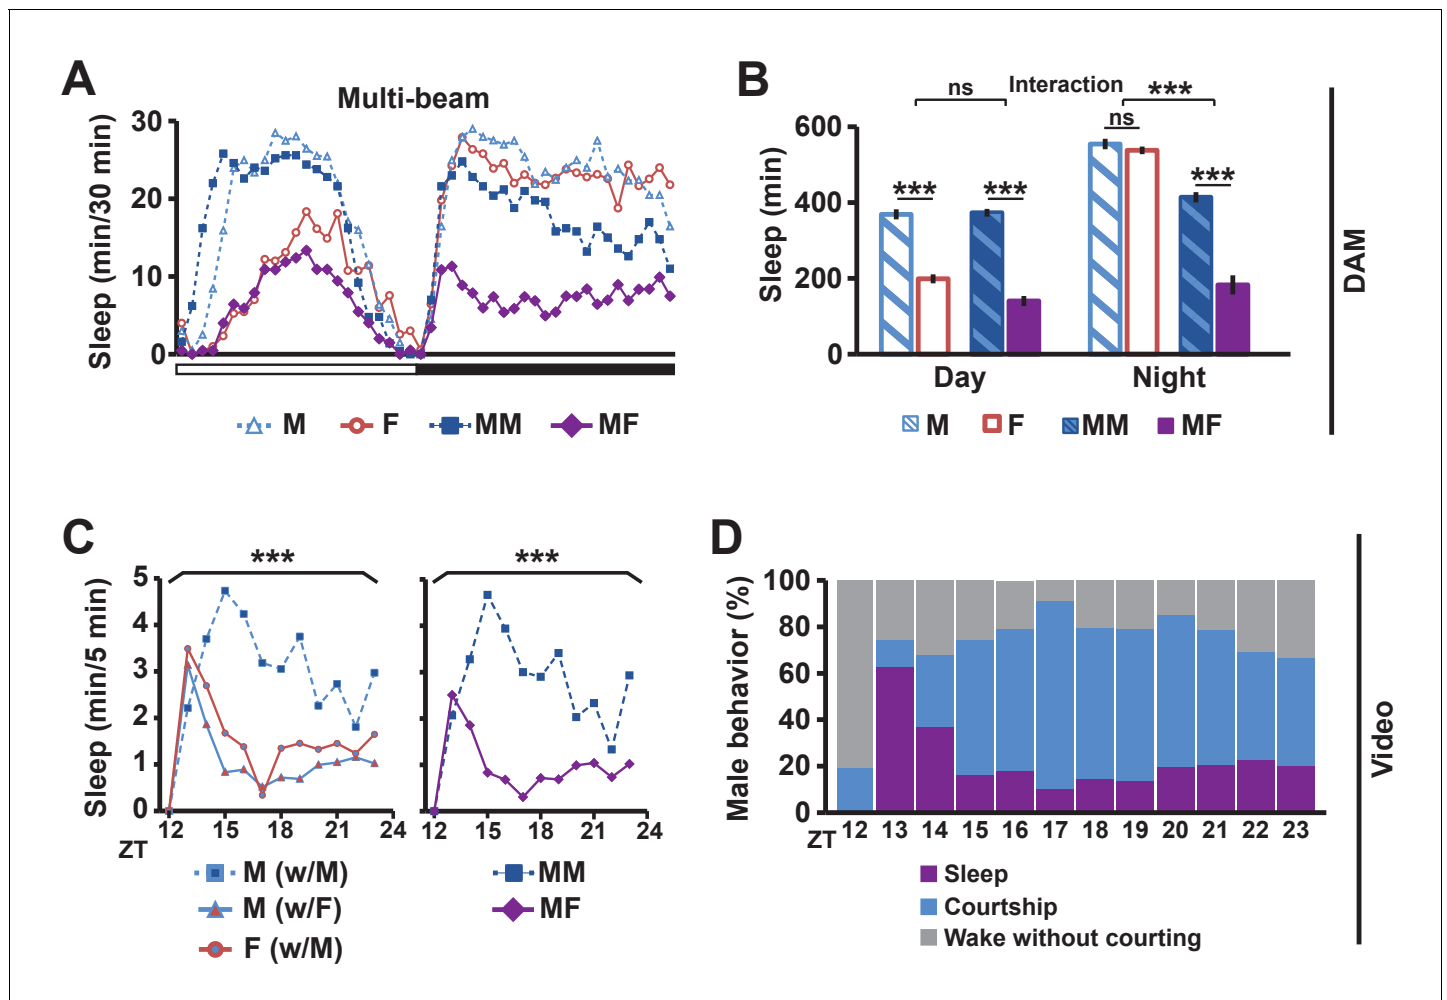 A
Multi-beam
Sleep (min/30 min)
30
20
10
0
M F MM MF
B
Interaction
ns ***
ns
*** *** ***
Sleep (min)
600
400
200
0
Day Night
M F MM MF
DAM
C
*** ***
Sleep (min/5 min)
5
4
3
2
1
0
12 15 18 21 24
ZT
12 15 18 21 24
M (w/M)
M (w/F)
F (w/M)
MM
MF
D
Male behavior (%)
100
80
60
40
20
0
ZT 12 13 14 15 16 17 18 19 20 21 22 23
Sleep
Courtship
Wake without courting
Video